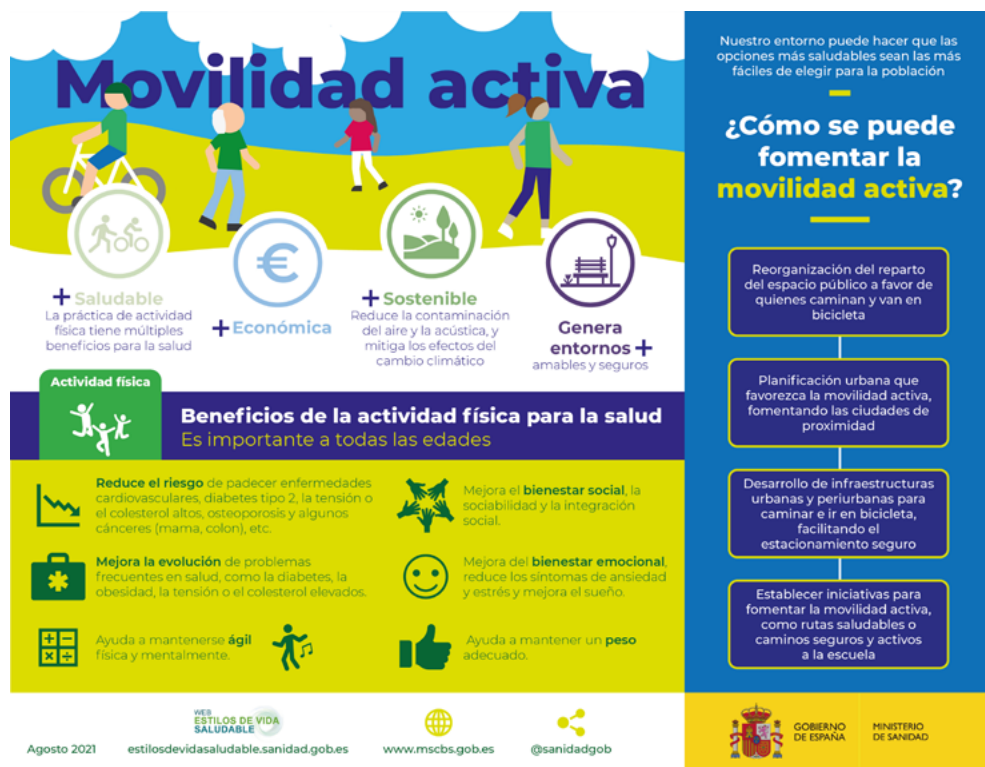 Movilidad activa
+ Saludable
La práctica de actividad
física tiene múltiples
beneficios para la salud
+ Económica
+ Sostenible
Reduce la contaminación
del aire y la acústica, y
mitiga los efectos del
cambio climático
Genera
entornos +
amables y seguros
Actividad física
Beneficios de la actividad física para la salud
Es importante a todas las edades
Reduce el riesgo de padecer enfermedades
cardiovasculares, diabetes tipo 2, la tensión o
el colesterol altos, osteoporosis y algunos
cánceres (mama, colon), etc.
Mejora la evolución de problemas
frecuentes en salud, como la diabetes, la
obesidad, la tensión o el colesterol elevados.
Ayuda a mantenerse ágil
física y mentalmente.
Mejora el bienestar social, la
sociabilidad y la integración
social.
Mejora del bienestar emocional,
reduce los síntomas de ansiedad
y estrés y mejora el sueño.
Ayuda a mantener un peso
adecuado.
Nuestro entorno puede hacer que las
opciones más saludables sean las más
fáciles de elegir para la población
¿Cómo se puede
fomentar la
movilidad activa?
Reorganización del reparto
del espacio público a favor de
quienes caminan y van en
bicicleta
Planificación urbana que
favorezca la movilidad activa,
fomentando las ciudades de
proximidad
Desarrollo de infraestructuras
urbanas y periurbanas para
caminar e ir en bicicleta,
facilitando el
estacionamiento seguro
Establecer iniciativas para
fomentar la movilidad activa,
como rutas saludables o
caminos seguros y activos
a la escuela
Agosto 2021
WEB
ESTILOS DE VIDA
SALUDABLE
estilosdevidasaludable.sanidad.gob.es
www.mscbs.gob.es
@sanidadgob
GOBIERNO
DE ESPAÑA
MINISTERIO
DE SANIDAD